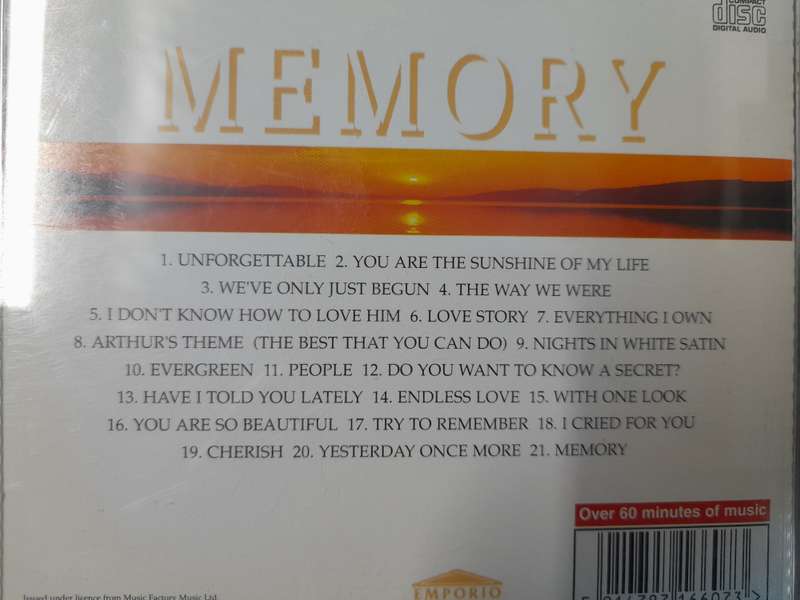 COMPACT
disc
DIGITAL AUDIO
MEMORY
1. UNFORGETTABLE 2. YOU ARE THE SUNSHINE OF MY LIFE
3. WE'VE ONLY JUST BEGUN 4. THE WAY WE WERE
5. I DON'T KNOW HOW TO LOVE HIM 6. LOVE STORY 7. EVERYTHING I OWN
8. ARTHUR'S THEME (THE BEST THAT YOU CAN DO) 9. NIGHTS IN WHITE SATIN
10. EVERGREEN 11. PEOPLE 12. DO YOU WANT TO KNOW A SECRET?
13. HAVE I TOLD YOU LATELY 14. ENDLESS LOVE 15. WITH ONE LOOK
16. YOU ARE SO BEAUTIFUL 17. TRY TO REMEMBER 18. I CRIED FOR YOU
19. CHERISH 20. YESTERDAY ONCE MORE 21. MEMORY
Over 60 minutes of music
Issued under licence from Music Factory Music Ltd
EMPORIO